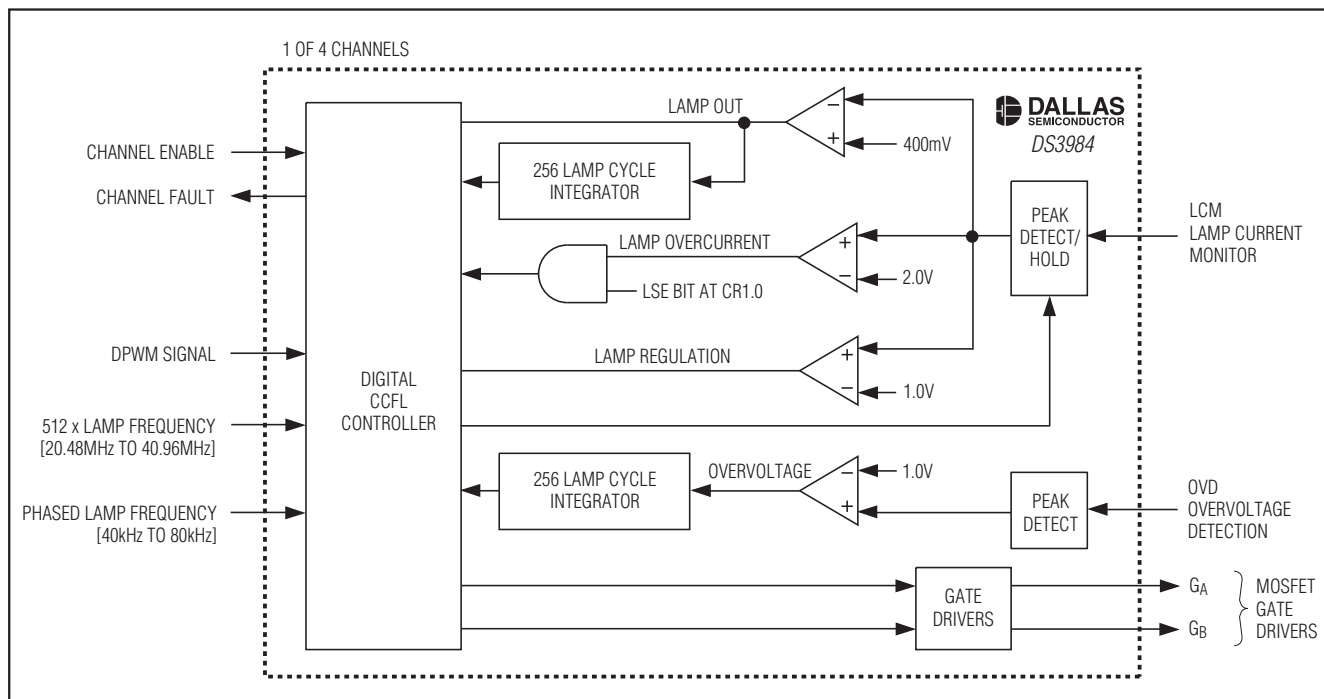 1 OF 4 CHANNELS
DALLAS
SEMICONDUCTOR
DS3984
CHANNEL ENABLE
CHANNEL FAULT
DPWM SIGNAL
512 x LAMP FREQUENCY
[20.48MHz TO 40.96MHz]
PHASED LAMP FREQUENCY
[40kHz TO 80kHz]
DIGITAL
CCFL
CONTROLLER
LAMP OUT
−
+
400mV
256 LAMP CYCLE
INTEGRATOR
LAMP OVERCURRENT
+
−
2.0V
LSE BIT AT CR1.0
LAMP REGULATION
+
−
1.0V
PEAK
DETECT/
HOLD
LCM
LAMP CURRENT
MONITOR
256 LAMP CYCLE
INTEGRATOR
OVERVOLTAGE
−
+
1.0V
PEAK
DETECT
OVD
OVERVOLTAGE
DETECTION
GATE
DRIVERS
GA
GB
MOSFET
GATE
DRIVERS